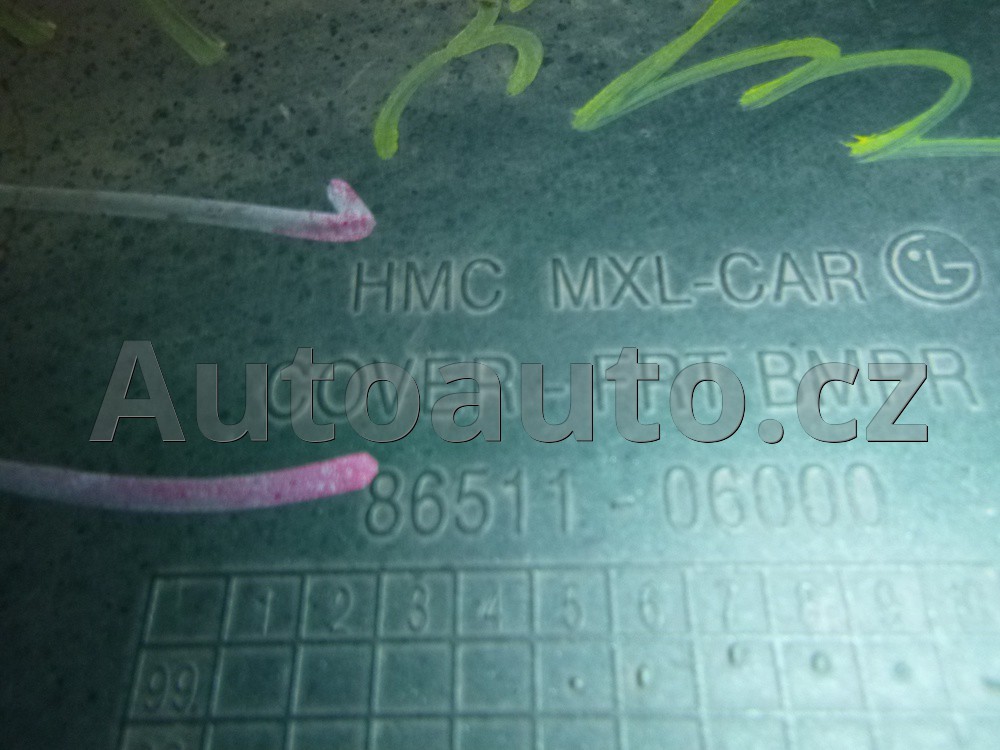 HMC MXL-CAR LG
COVER-FRT BMPR
Autoauto.cz
86511-06000
1 2 3 4 5 6 7 8 9 10
99.